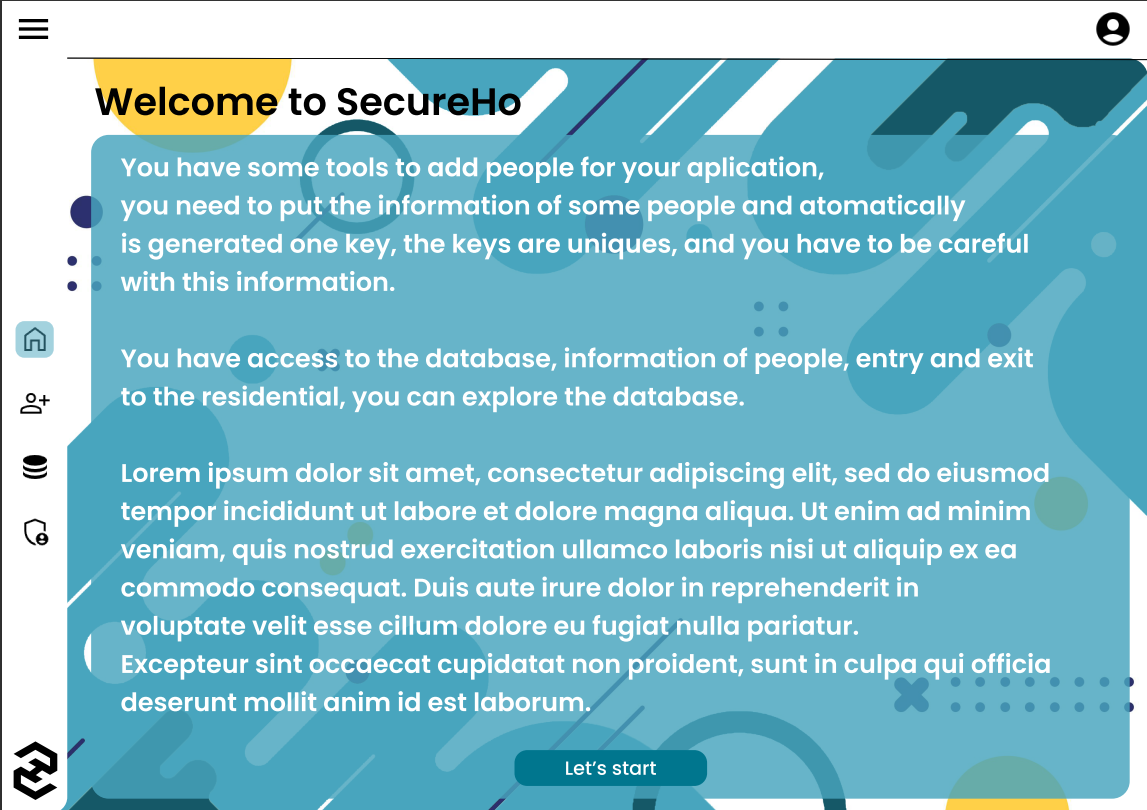 Welcome to SecureHo
You have some tools to add people for your aplication,
you need to put the information of some people and atomatically
is generated one key, the keys are uniques, and you have to be careful
with this information.
You have access to the database, information of people, entry and exit
to the residential, you can explore the database.
Lorem ipsum dolor sit amet, consectetur adipiscing elit, sed do eiusmod
tempor incididunt ut labore et dolore magna aliqua. Ut enim ad minim
veniam, quis nostrud exercitation ullamco laboris nisi ut aliquip ex ea
commodo consequat. Duis aute irure dolor in reprehenderit in
voluptate velit esse cillum dolore eu fugiat nulla pariatur.
Excepteur sint occaecat cupidatat non proident, sunt in culpa qui officia
deserunt mollit anim id est laborum.
Let’s start